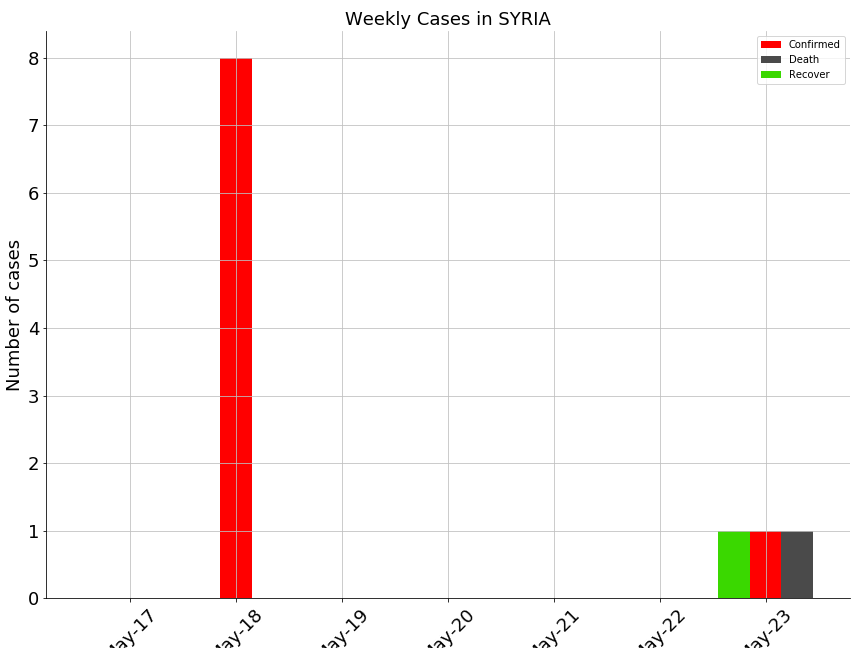 Weekly Cases in SYRIA
Confirmed
Death
Recover
Number of cases
8
7
6
5
4
3
2
1
0
May-17
May-18
May-19
May-20
May-21
May-22
May-23